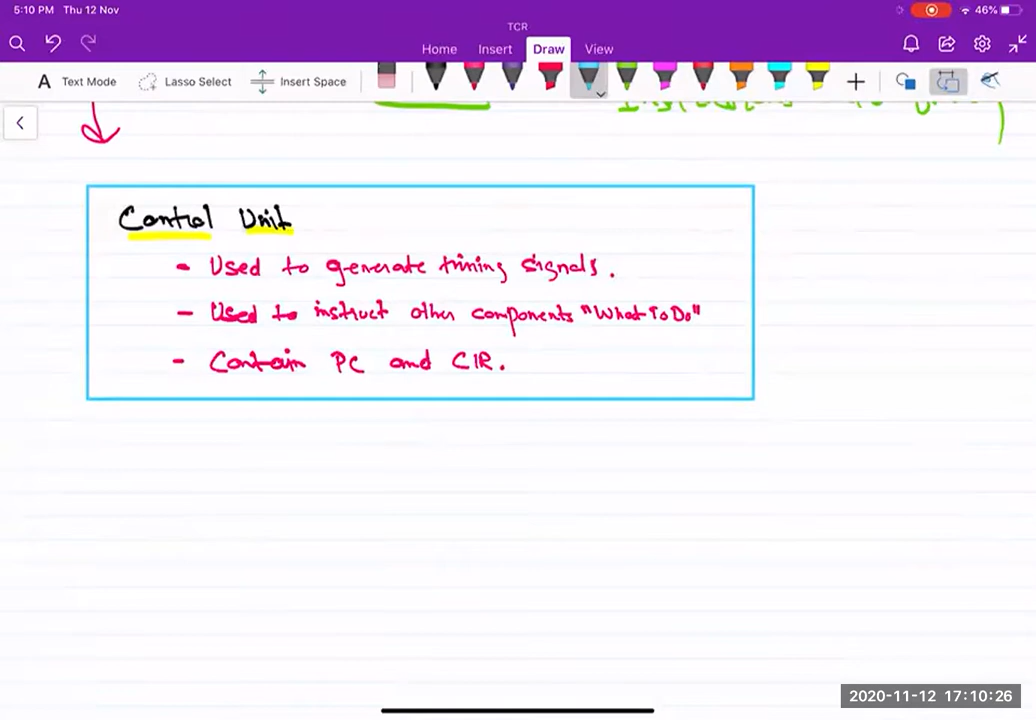 5:10 PM Thu 12 Nov
46%
TCR
Home Insert Draw View
A Text Mode Lasso Select Insert Space
Control Unit
- Used to generate timing signals.
- Used to instruct other components "What To Do"
- Contain PC and CIR.
2020-11-12 17:10:26